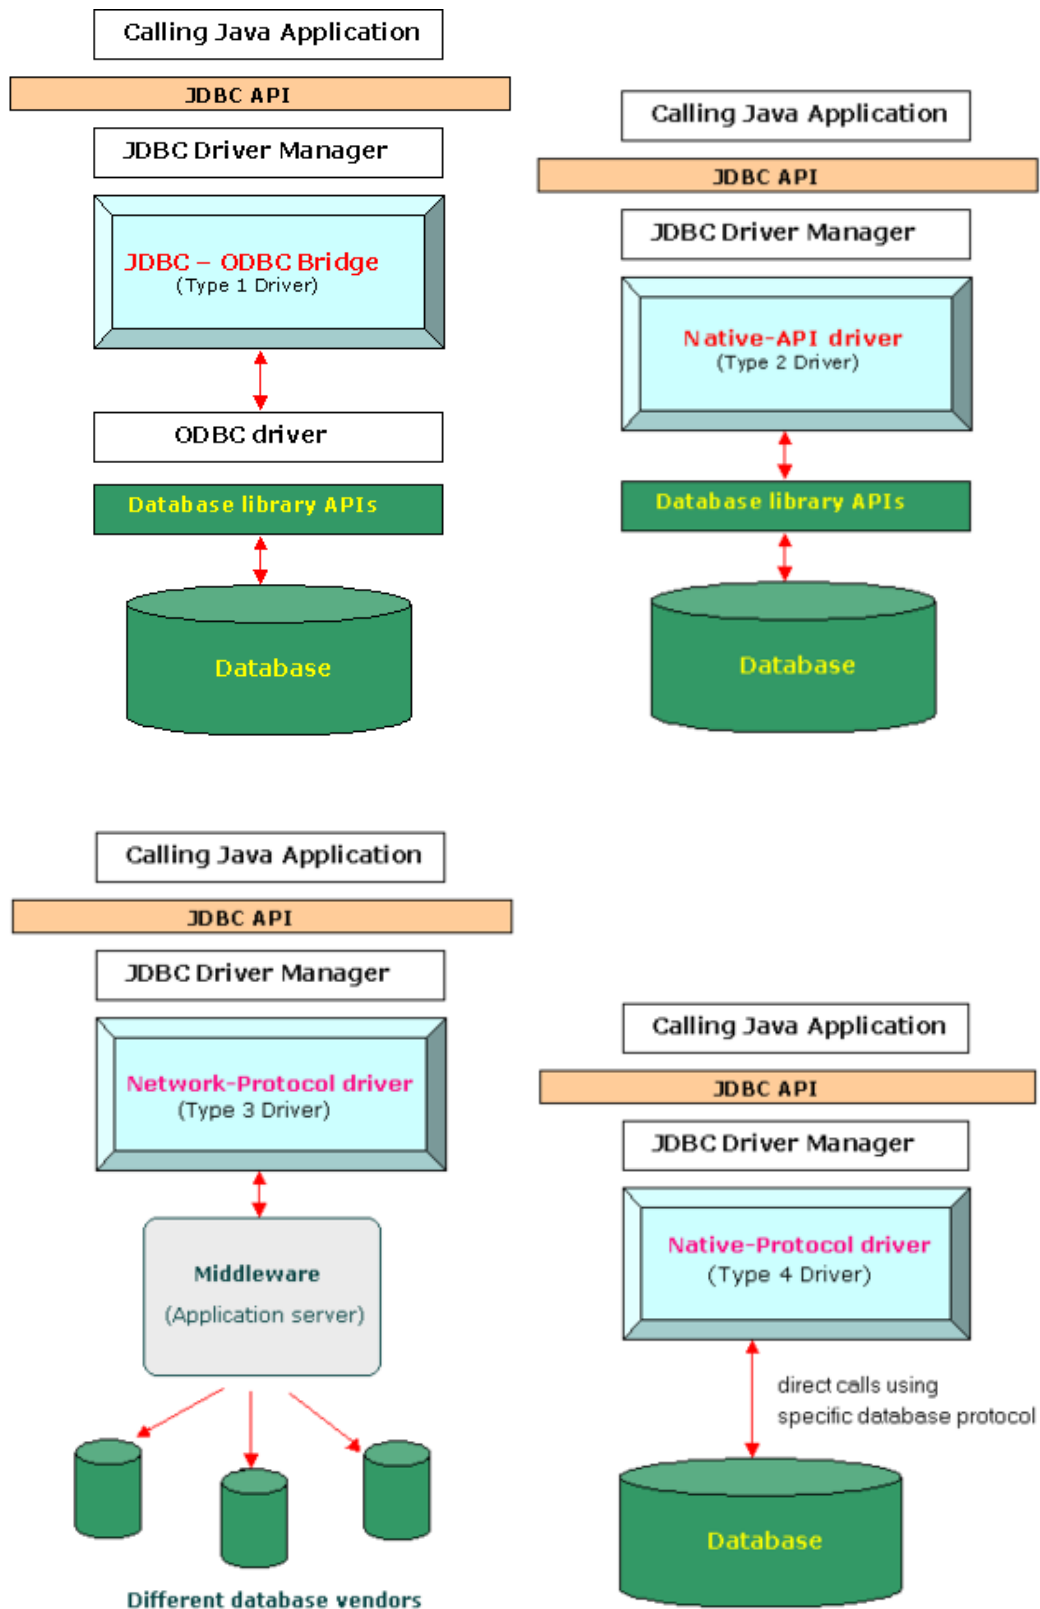 Calling Java Application
JDBC API
JDBC Driver Manager
JDBC – ODBC Bridge
(Type 1 Driver)
ODBC driver
Database library APIs
Database
Calling Java Application
JDBC API
JDBC Driver Manager
Native-API driver
(Type 2 Driver)
Database library APIs
Database
Calling Java Application
JDBC API
JDBC Driver Manager
Network-Protocol driver
(Type 3 Driver)
Middleware
(Application server)
Different database vendors
Calling Java Application
JDBC API
JDBC Driver Manager
Native-Protocol driver
(Type 4 Driver)
direct calls using
specific database protocol
Database